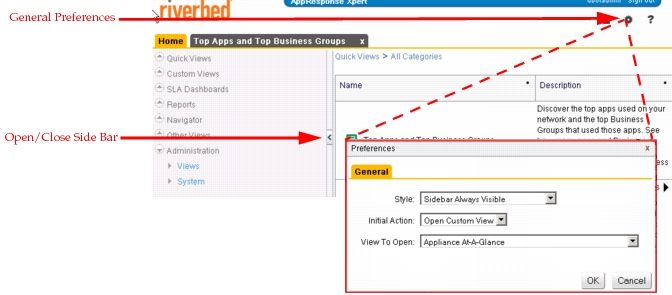 riverbed
AppResponse Xpert
Sign out
General Preferences
?
Home Top Apps and Top Business Groups x
Quick Views
Custom Views
SLA Dashboards
Reports
Navigator
Other Views
Administration
Views
System
Open/Close Side Bar
Quick Views > All Categories
Name
Description
Discover the top apps used on your
network and the top Business
Groups that used those apps. See
Top Apps and Top Business Groups
Preferences x
General
Style: Sidebar Always Visible
Initial Action: Open Custom View
View To Open: Appliance At-A-Glance
OK Cancel